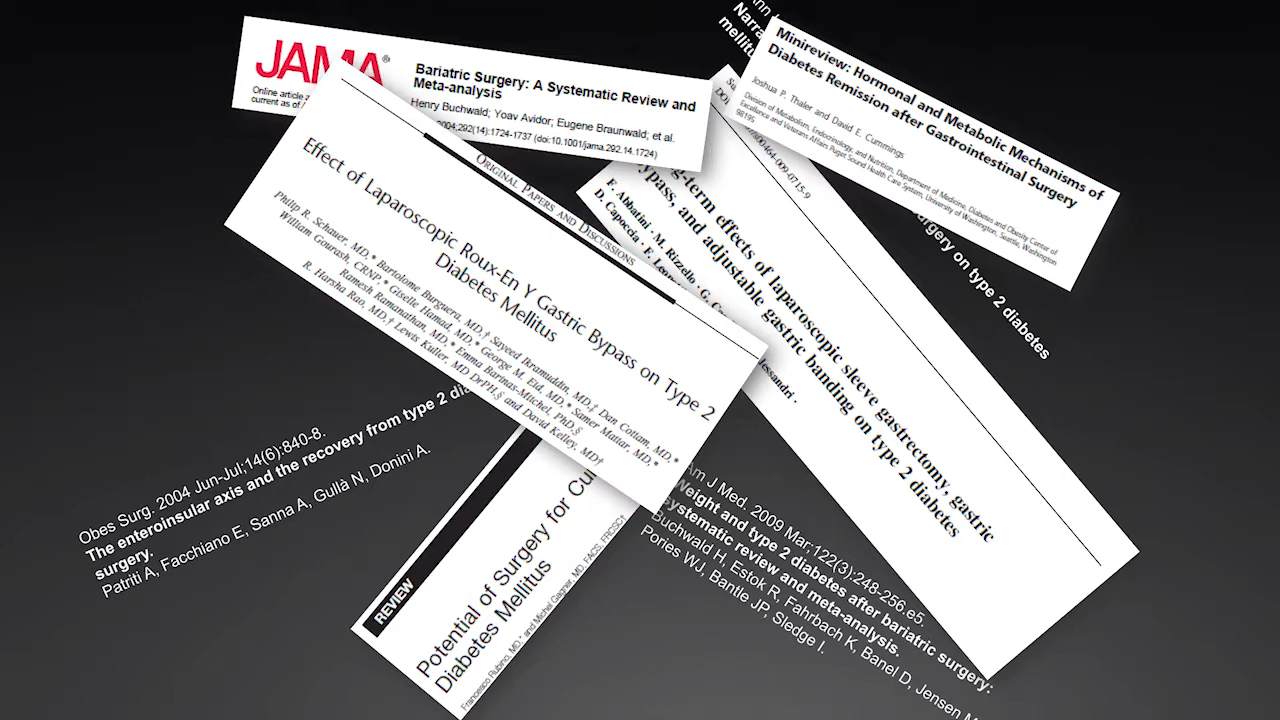 JAMA®
Online article a
current as of
Bariatric Surgery: A Systematic Review and
Meta-analysis
Henry Buchwald; Yoav Avidor; Eugene Braunwald; et al.
2004;292(14):1724-1737 (doi:10.1001/jama.292.14.1724)
Narra
mellitu
Minireview: Hormonal and Metabolic Mechanisms of
Diabetes Remission after Gastrointestinal Surgery
Joshua P. Thaler and David E. Cummings
Division of Metabolism, Endocrinology, and Nutrition, Department of Medicine, Diabetes and Obesity Center of
Excellence and Veterans Affairs Puget Sound Health Care System, University of Washington, Seattle, Washington
98195
urgery on type 2 diabetes
Su
DOI
/s00464-009-0715-9
g-term effects of laparoscopic sleeve gastrectomy, gastric
ypass, and adjustable gastric banding on type 2 diabetes
F. Abbatini · M. Rizzello · G. C
D. Capoccia · F. Leon
lessandri ·
ORIGINAL PAPERS AND DISCUSSIONS
Effect of Laparoscopic Roux-En Y Gastric Bypass on Type 2
Diabetes Mellitus
Philip R. Schauer, MD,* Bartolome Burguera, MD,† Sayeed Ikramuddin, MD,‡ Dan Cottam, MD,*
William Gourash, CRNP,* Giselle Hamad, MD,* George M. Eid, MD,* Samer Mattar, MD,*
Ramesh Ramanathan, MD,* Emma Barinas-Mitchel, PhD,§
R. Harsha Rao, MD,† Lewis Kuller, MD DrPH,§ and David Kelley, MD†
Obes Surg. 2004 Jun-Jul;14(6):840-8.
The enteroinsular axis and the recovery from type 2 dia
surgery.
Patriti A, Facchiano E, Sanna A, Gullà N, Donini A.
REVIEW
Potential of Surgery for Cu
Diabetes Mellitus
Francesco Rubino, MD,* and Michel Gagner, MD, FACS, FRCSC†
Am J Med. 2009 Mar;122(3):248-256.e5.
Weight and type 2 diabetes after bariatric surgery:
systematic review and meta-analysis.
Buchwald H, Estok R, Fahrbach K, Banel D, Jensen M
Pories WJ, Bantle JP, Sledge I.